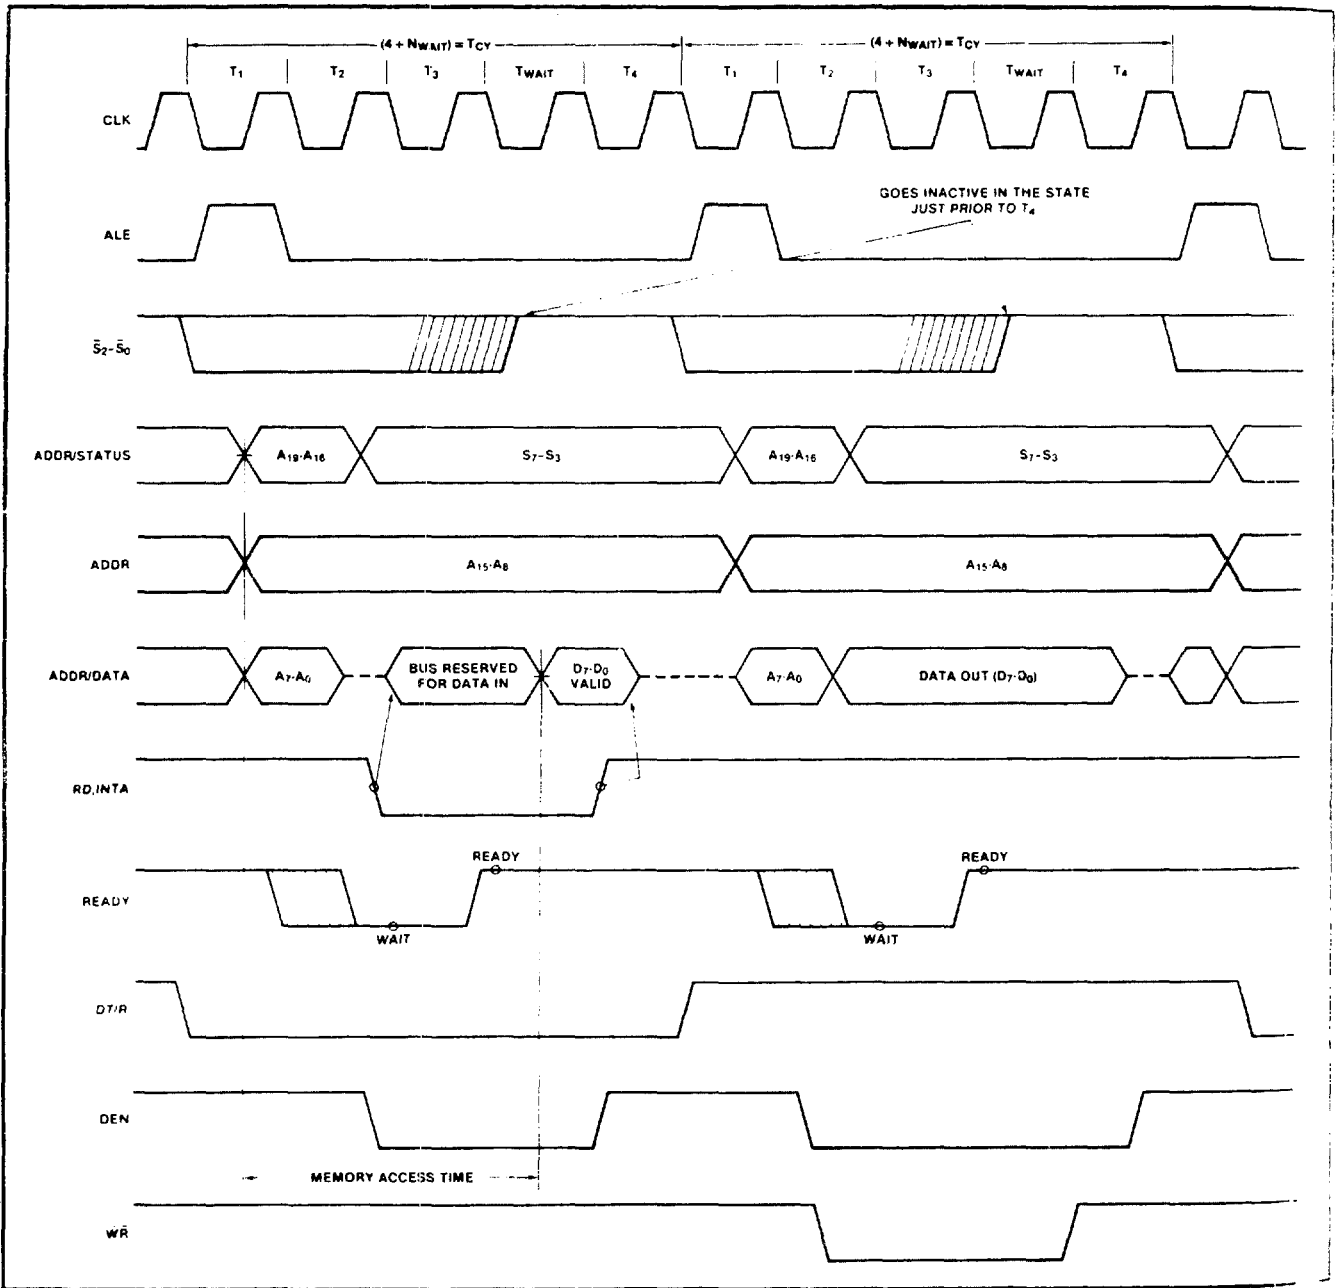 (4 + NWAIT) = TCY
(4 + NWAIT) = TCY
T1 T2 T3 TWAIT T4 T1 T2 T3 TWAIT T4
CLK
GOES INACTIVE IN THE STATE
JUST PRIOR TO T4
ALE
S̄2-S̄0
ADDR/STATUS
A19-A16
S7-S3
A19-A16
S7-S3
ADDR
A15-A8
A15-A8
ADDR/DATA
A7-A0
BUS RESERVED
FOR DATA IN
D7-D0
VALID
A7-A0
DATA OUT (D7-D0)
RD,INTA
READY
READY
READY
WAIT
WAIT
DT/R
DEN
MEMORY ACCESS TIME
W̄R̄